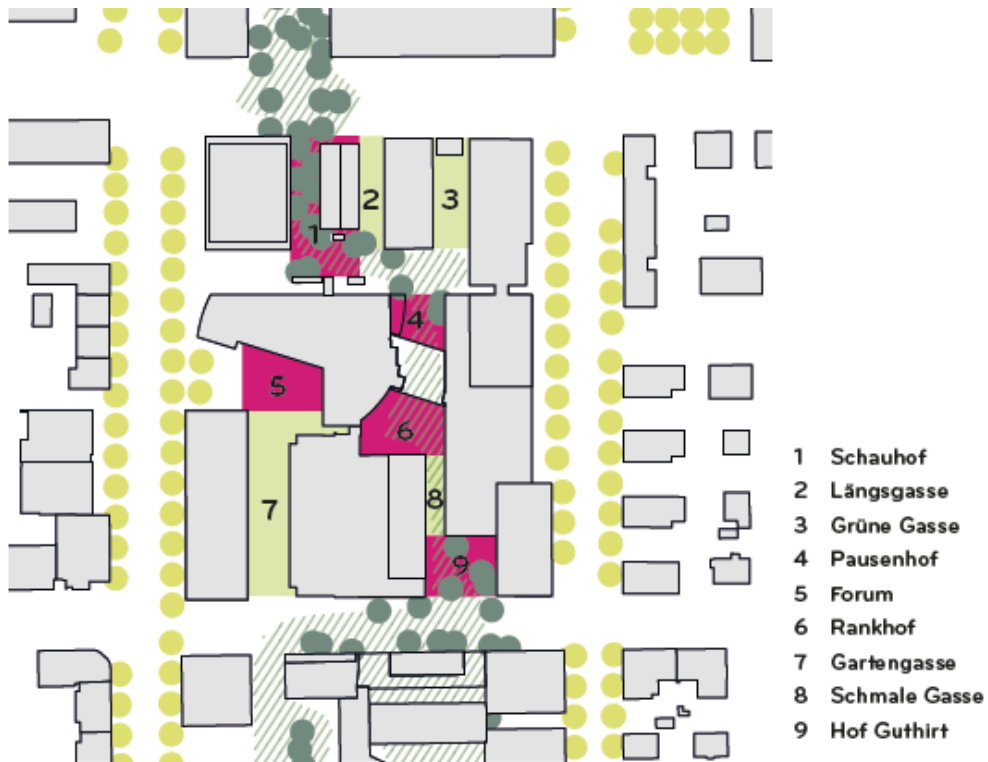 1
2
3
4
5
6
7
8
9
1 Schauhof
2 Längsgasse
3 Grüne Gasse
4 Pausenhof
5 Forum
6 Rankhof
7 Gartengasse
8 Schmale Gasse
9 Hof Guthirt